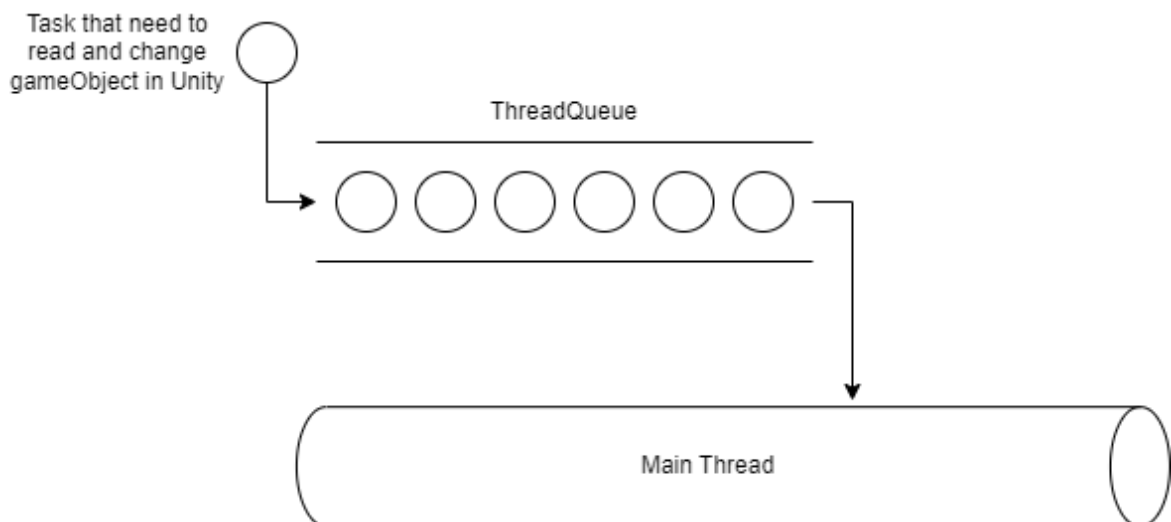 Task that need to
read and change
gameObject in Unity
ThreadQueue
Main Thread